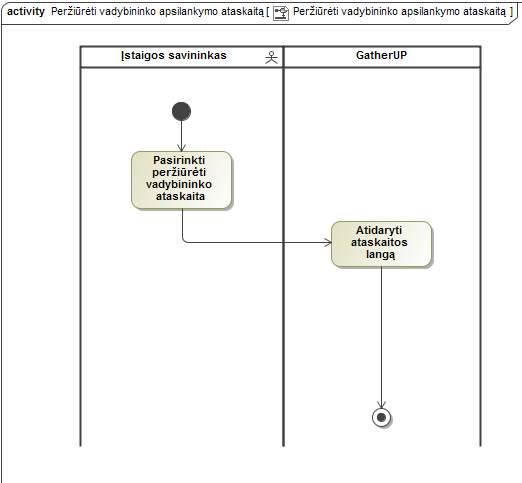 activity Peržiūrėti vadybininko apsilankymo ataskaitą [ Peržiūrėti vadybininko apsilankymo ataskaitą ]
Įstaigos savininkas
GatherUP
Pasirinkti
peržiūrėti
vadybininko
ataskaita
Atidaryti
ataskaitos
langą